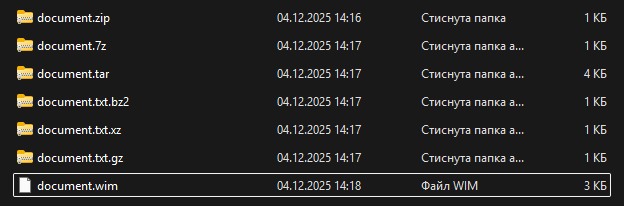 document.zip 04.12.2025 14:16 Стиснута папка 1 КБ
document.7z 04.12.2025 14:17 Стиснута папка а... 1 КБ
document.tar 04.12.2025 14:17 Стиснута папка а... 4 КБ
document.txt.bz2 04.12.2025 14:17 Стиснута папка а... 1 КБ
document.txt.xz 04.12.2025 14:17 Стиснута папка а... 1 КБ
document.txt.gz 04.12.2025 14:17 Стиснута папка а... 1 КБ
document.wim 04.12.2025 14:18 Файл WIM 3 КБ